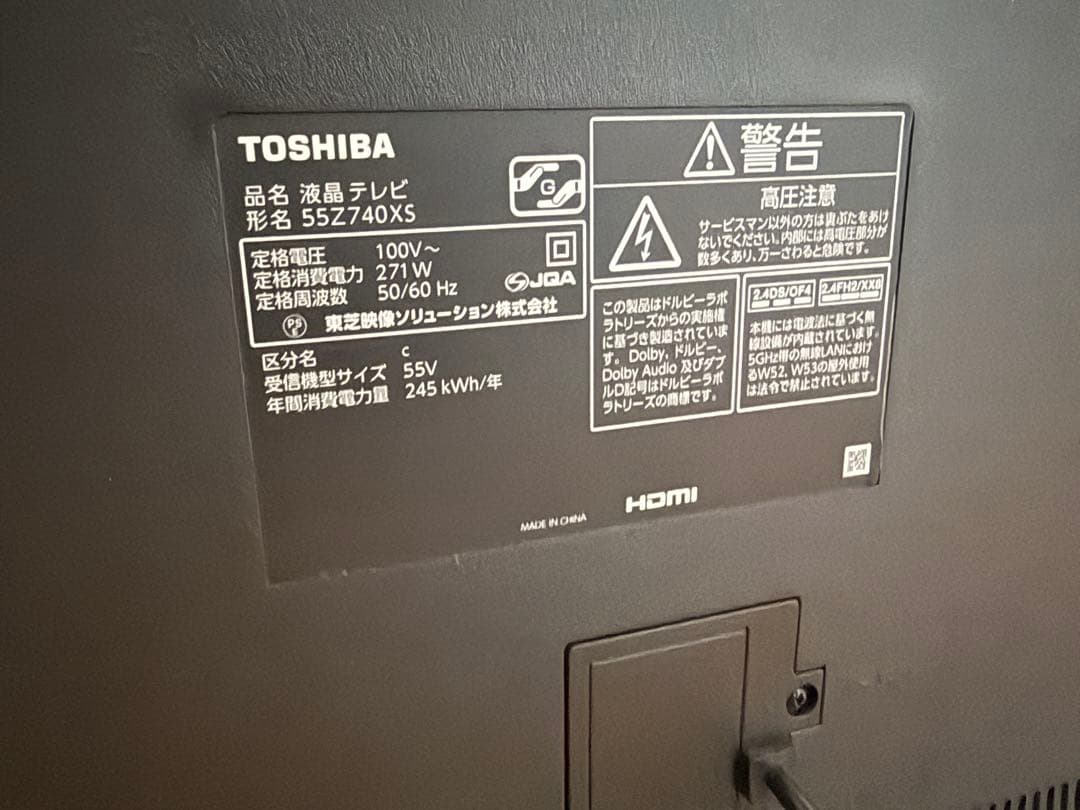 TOSHIBA
品名 液晶テレビ
形名 55Z740XS
G
定格電圧 100V～
定格消費電力 271W
定格周波数 50/60 Hz
JQA
PS
E
東芝映像ソリューション株式会社
区分名 C
受信機型サイズ 55V
年間消費電力量 245 kWh/年
警告
高圧注意
サービスマン以外の方は裏ぶたをあけ
ないでください。内部には高電圧部分が
数多くあり、万一さわると危険です。
この製品はドルビーラボ
ラトリーズからの実施権
に基づき製造されていま
す。Dolby、ドルビー、
Dolby Audio 及びダブ
ルD記号はドルビーラボ
ラトリーズの商標です。
2.4DS/OF4 2.4FH2/XX8
本機には電波法に基づく無
線設備が内蔵されています。
5GHz帯の無線LANにおけ
るW52、W53の屋外使用
は法令で禁止されています。
HDMI
MADE IN CHINA